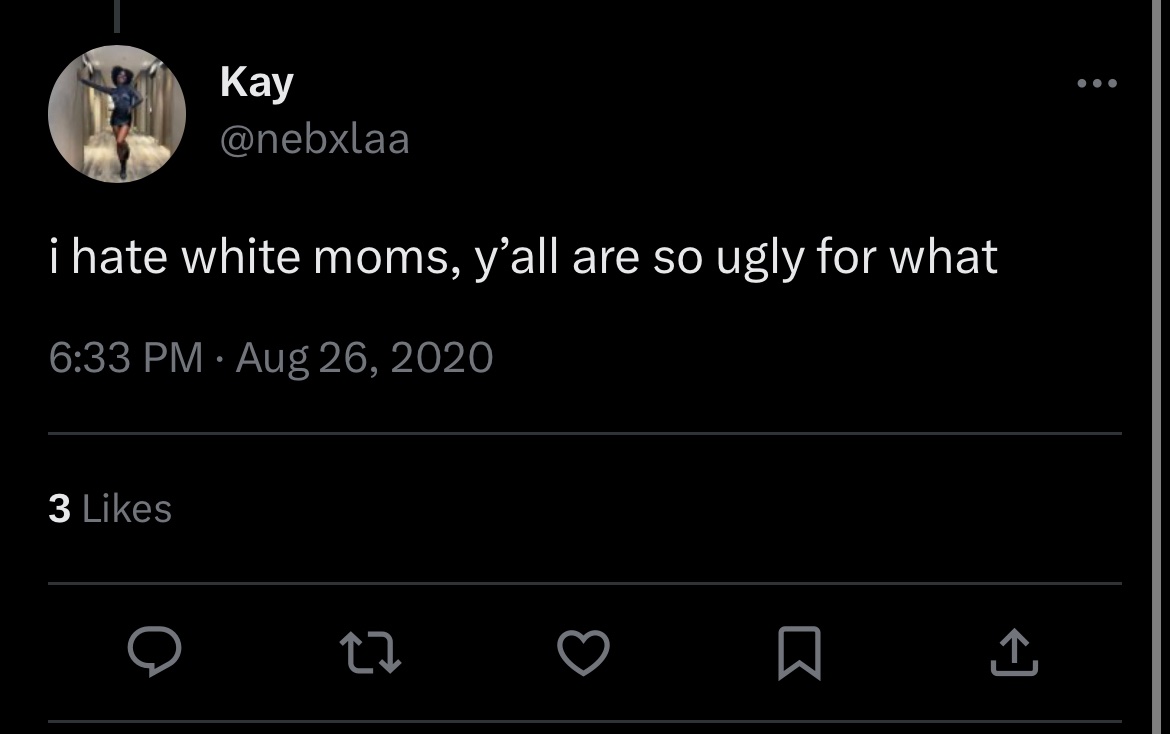 Kay
@nebxlaa
i hate white moms, y’all are so ugly for what
6:33 PM · Aug 26, 2020
3 Likes